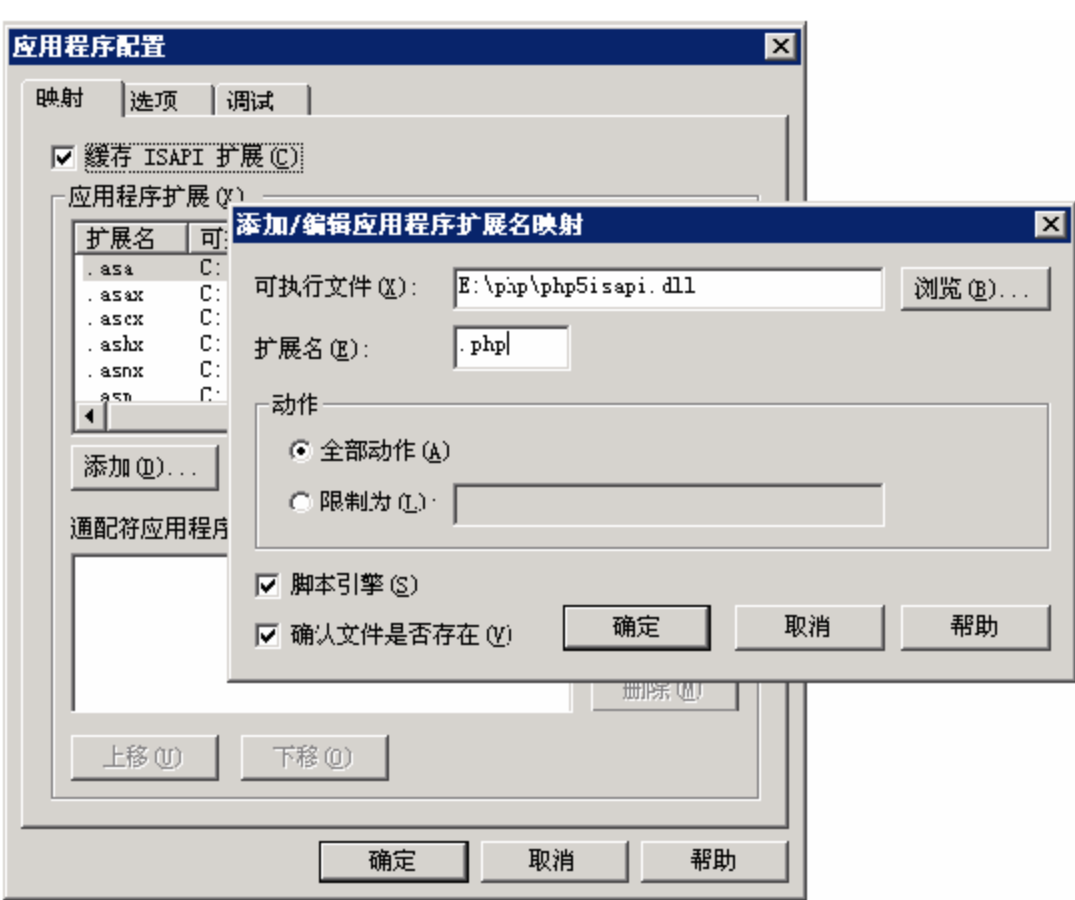 应用程序配置
映射 选项 调试
缓存 ISAPI 扩展(C)
应用程序扩展(X)
扩展名
.asa C:
.asax C:
.ascx C:
.ashx C:
.asnx C:
添加(D)...
通配符应用程序
上移(U) 下移(O)
确定 取消 帮助
添加/编辑应用程序扩展名映射
可执行文件(X): E:\php\php5isapi.dll 浏览(B)...
扩展名(E): .php
动作
全部动作(A)
限制为(L):
脚本引擎(S)
确认文件是否存在(V)
确定 取消 帮助
删除(M)